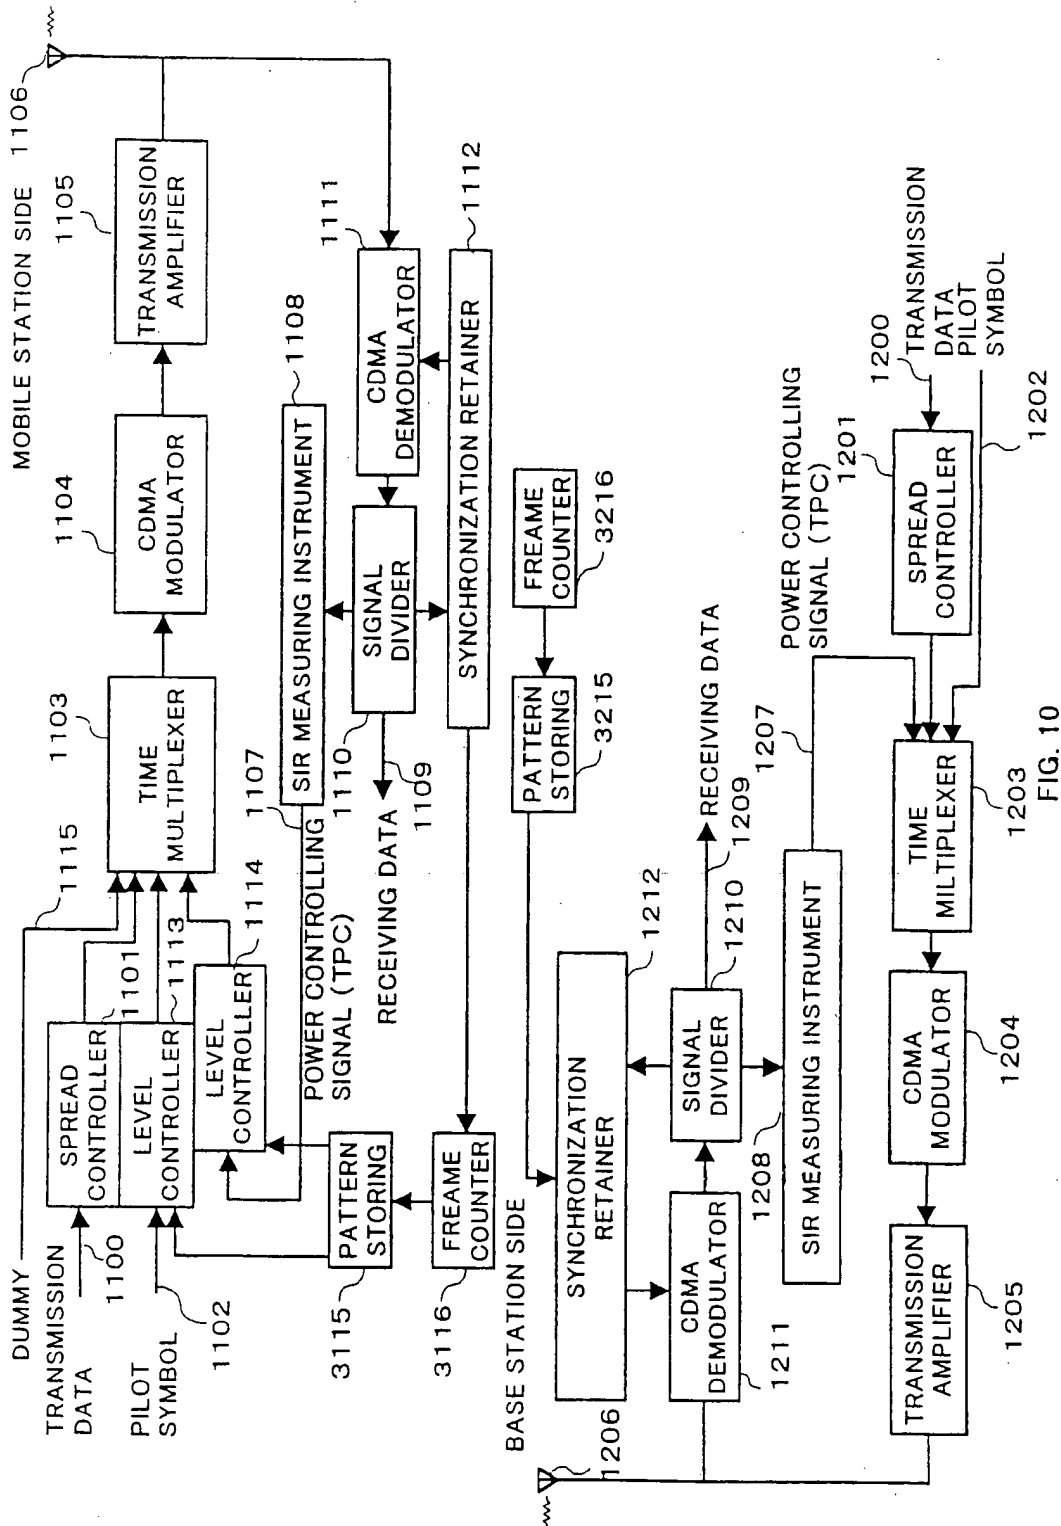 MOBILE STATION SIDE 1106
DUMMY
1115
TRANSMISSION
DATA
1100
SPREAD
CONTROLLER
1101
PILOT
SYMBOL
1102
LEVEL
CONTROLLER
1113
LEVEL
CONTROLLER
1114
TIME
MULTIPLEXER
1103
CDMA
MODULATOR
1104
TRANSMISSION
AMPLIFIER
1105
POWER CONTROLLING
SIGNAL (TPC)
1107
SIR MEASURING INSTRUMENT
1108
PATTERN
STORING
3115
RECEIVING DATA
1109
SIGNAL
DIVIDER
1110
CDMA
DEMODULATOR
1111
FREAME
COUNTER
3116
SYNCHRONIZATION RETAINER
1112
BASE STATION SIDE
1206
PATTERN
STORING
3215
FREAME
COUNTER
3216
SYNCHRONIZATION
RETAINER
1212
CDMA
DEMODULATOR
1211
SIGNAL
DIVIDER
1210
RECEIVING DATA
1209
SIR MEASURING INSTRUMENT
1208
1207
POWER CONTROLLING
SIGNAL (TPC)
TRANSMISSION
AMPLIFIER
1205
CDMA
MODULATOR
1204
TIME
MILTIPLEXER
1203
SPREAD
CONTROLLER
1201
1200
TRANSMISSION
DATA
PILOT
SYMBOL
1202
FIG. 10